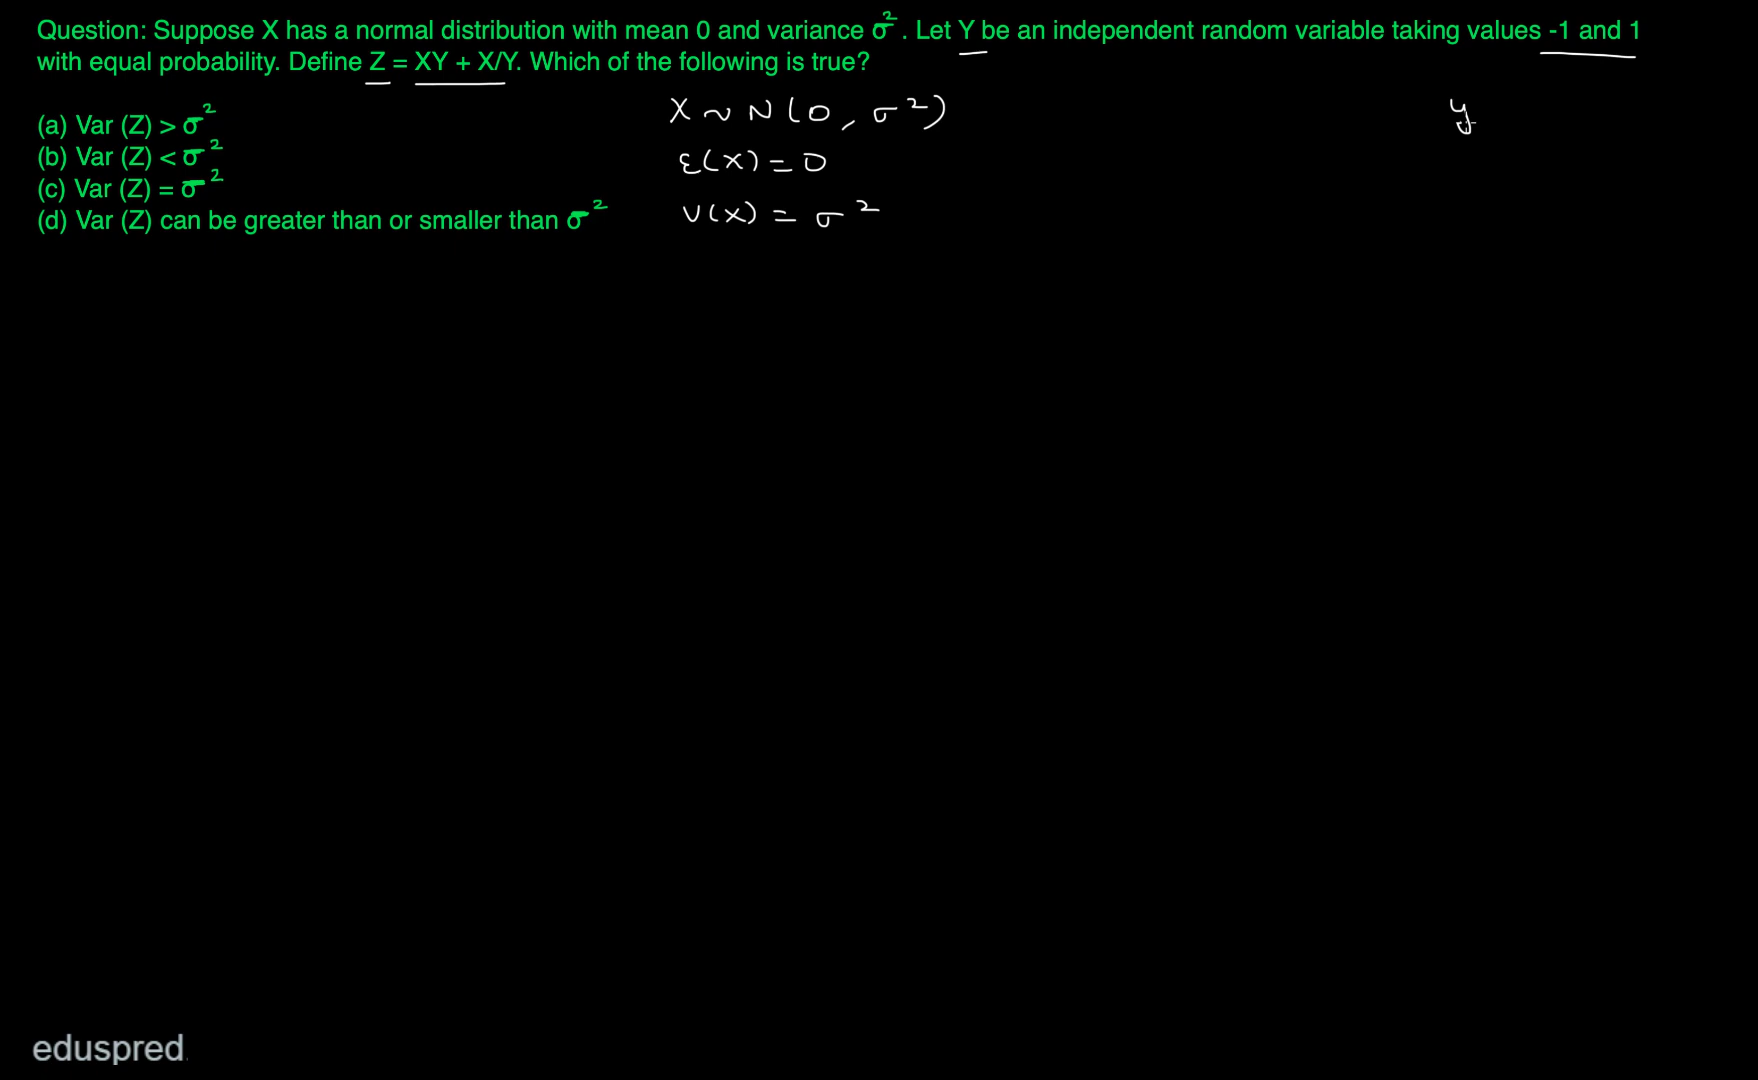 Question: Suppose X has a normal distribution with mean 0 and variance σ². Let Y be an independent random variable taking values -1 and 1
with equal probability. Define Z = XY + X/Y. Which of the following is true?
(a) Var (Z) > σ²
(b) Var (Z) < σ²
(c) Var (Z) = σ²
(d) Var (Z) can be greater than or smaller than σ²
X ~ N(0, σ²)
E(X) = 0
V(X) = σ²
y
eduspred